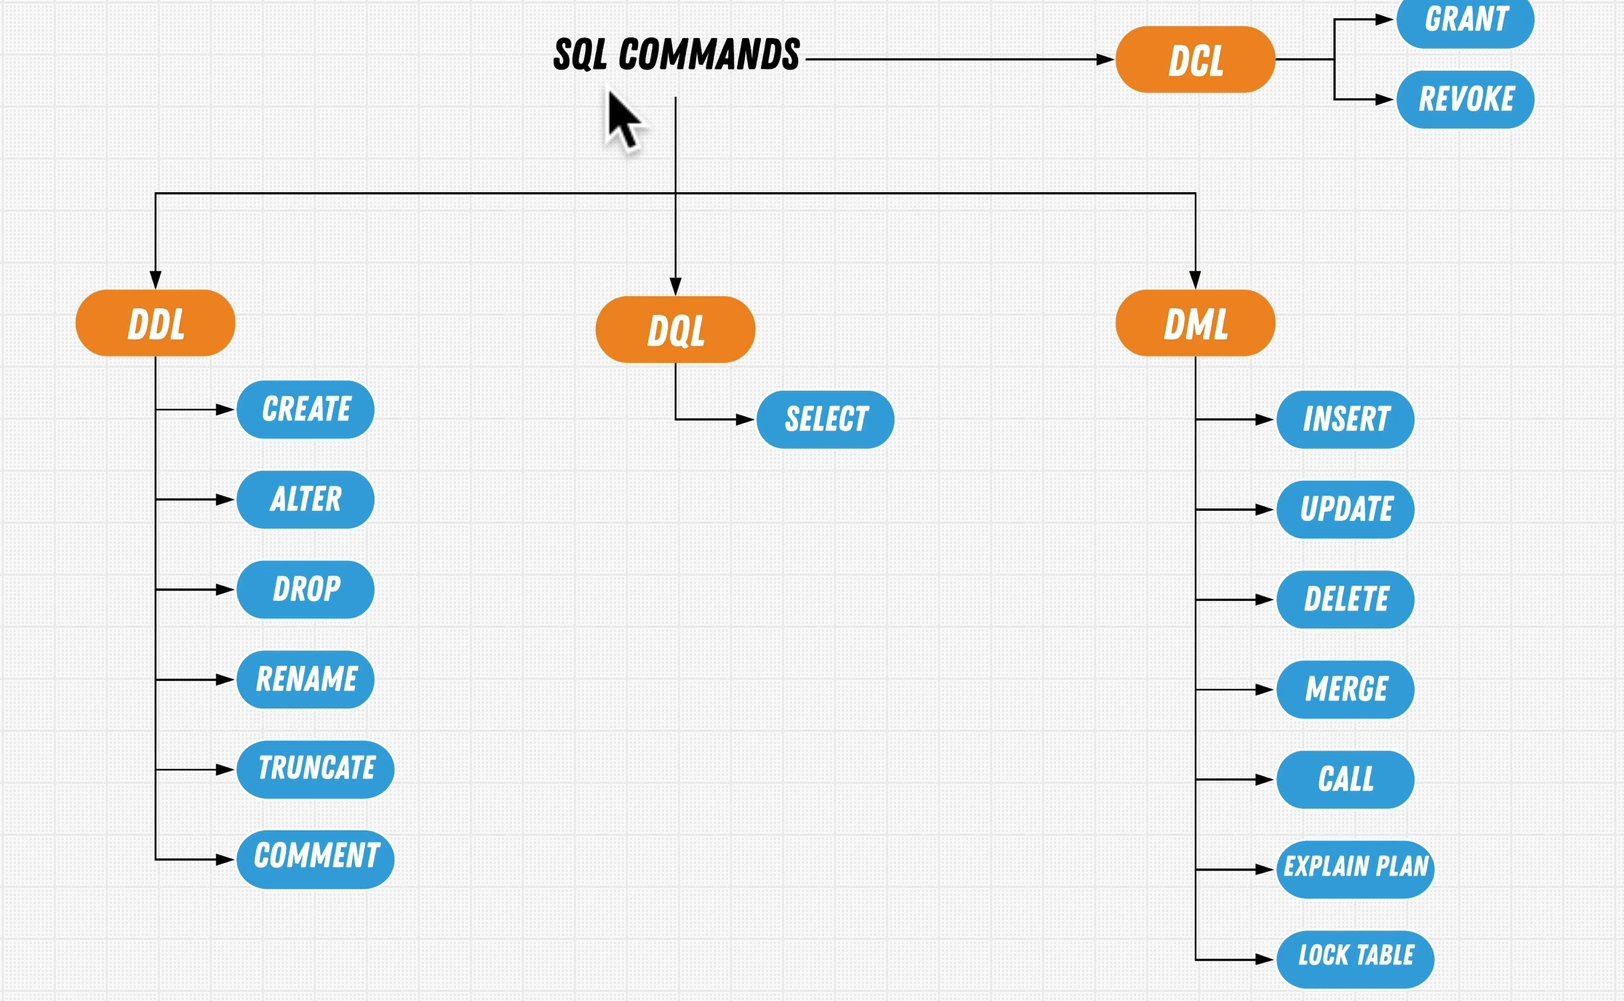 GRANT
SQL COMMANDS
DCL
REVOKE
DDL
DQL
DML
CREATE
SELECT
INSERT
ALTER
UPDATE
DROP
DELETE
RENAME
MERGE
TRUNCATE
CALL
COMMENT
EXPLAIN PLAN
LOCK TABLE